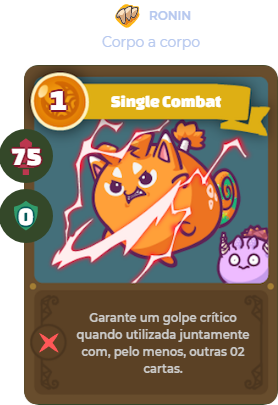 RONIN
Corpo a corpo
1
Single Combat
75
0
Garante um golpe crítico
quando utilizada juntamente
com, pelo menos, outras 02
cartas.